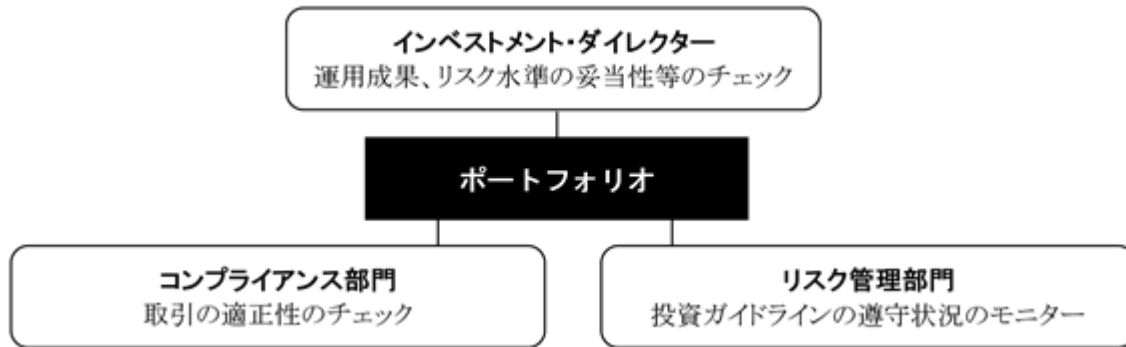 インベストメント・ダイレクター
運用成果、リスク水準の妥当性等のチェック
ポートフォリオ
コンプライアンス部門
取引の適正性のチェック
リスク管理部門
投資ガイドラインの遵守状況のモニター